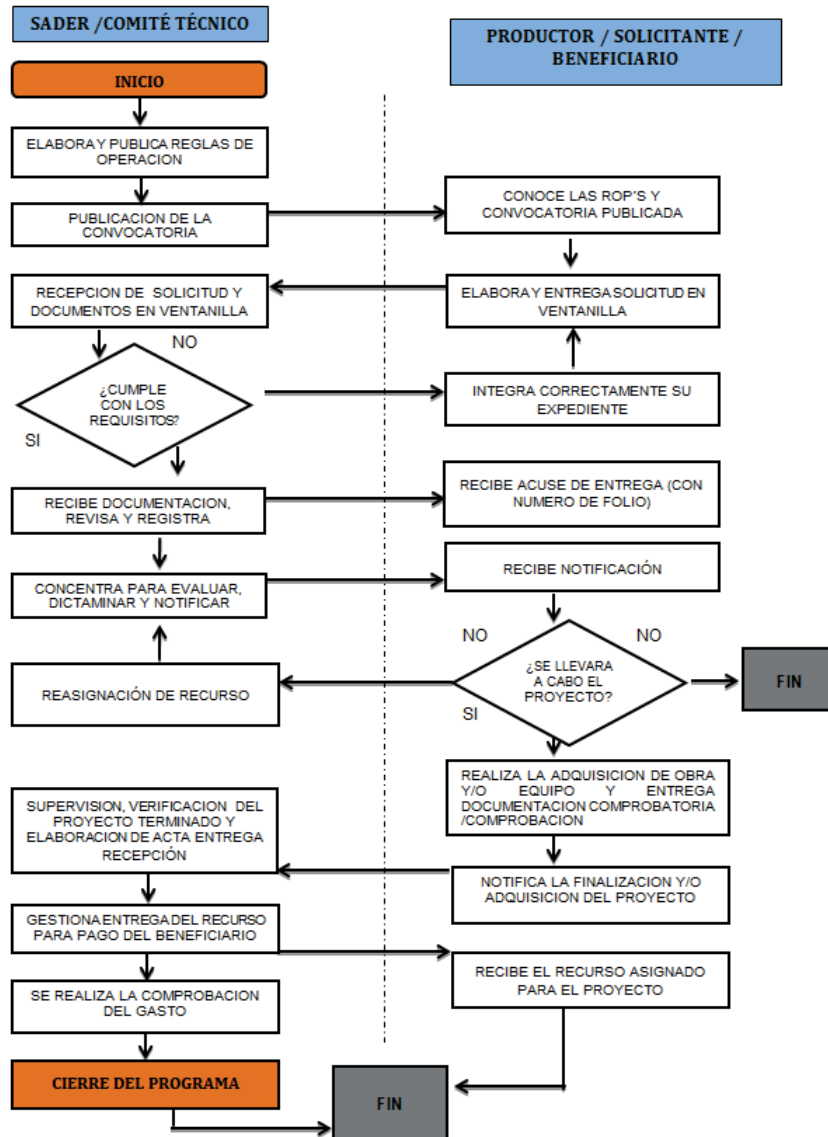 SADER /COMITÉ TÉCNICO
PRODUCTOR / SOLICITANTE /
BENEFICIARIO
INICIO
ELABORA Y PUBLICA REGLAS DE
OPERACION
PUBLICACION DE LA
CONVOCATORIA
CONOCE LAS ROP'S Y
CONVOCATORIA PUBLICADA
RECEPCION DE SOLICITUD Y
DOCUMENTOS EN VENTANILLA
ELABORA Y ENTREGA SOLICITUD EN
VENTANILLA
NO
¿CUMPLE
CON LOS
REQUISITOS?
SI
INTEGRA CORRECTAMENTE SU
EXPEDIENTE
RECIBE DOCUMENTACION,
REVISA Y REGISTRA
RECIBE ACUSE DE ENTREGA (CON
NUMERO DE FOLIO)
CONCENTRA PARA EVALUAR,
DICTAMINAR Y NOTIFICAR
RECIBE NOTIFICACIÓN
NO
NO
¿SE LLEVARA
A CABO EL
PROYECTO?
SI
FIN
REASIGNACIÓN DE RECURSO
REALIZA LA ADQUISICION DE OBRA
Y/O EQUIPO Y ENTREGA
DOCUMENTACION COMPROBATORIA
/COMPROBACION
SUPERVISION, VERIFICACION DEL
PROYECTO TERMINADO Y
ELABORACION DE ACTA ENTREGA
RECEPCIÓN
NOTIFICA LA FINALIZACION Y/O
ADQUISICION DEL PROYECTO
GESTIONA ENTREGA DEL RECURSO
PARA PAGO DEL BENEFICIARIO
RECIBE EL RECURSO ASIGNADO
PARA EL PROYECTO
SE REALIZA LA COMPROBACION
DEL GASTO
CIERRE DEL PROGRAMA
FIN